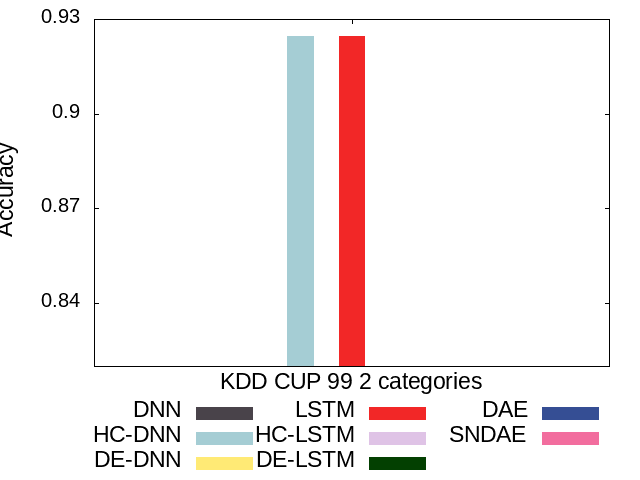 0.93
0.9
0.87
0.84
Accuracy
KDD CUP 99 2 categories
DNN LSTM DAE
HC-DNN HC-LSTM SNDAE
DE-DNN DE-LSTM